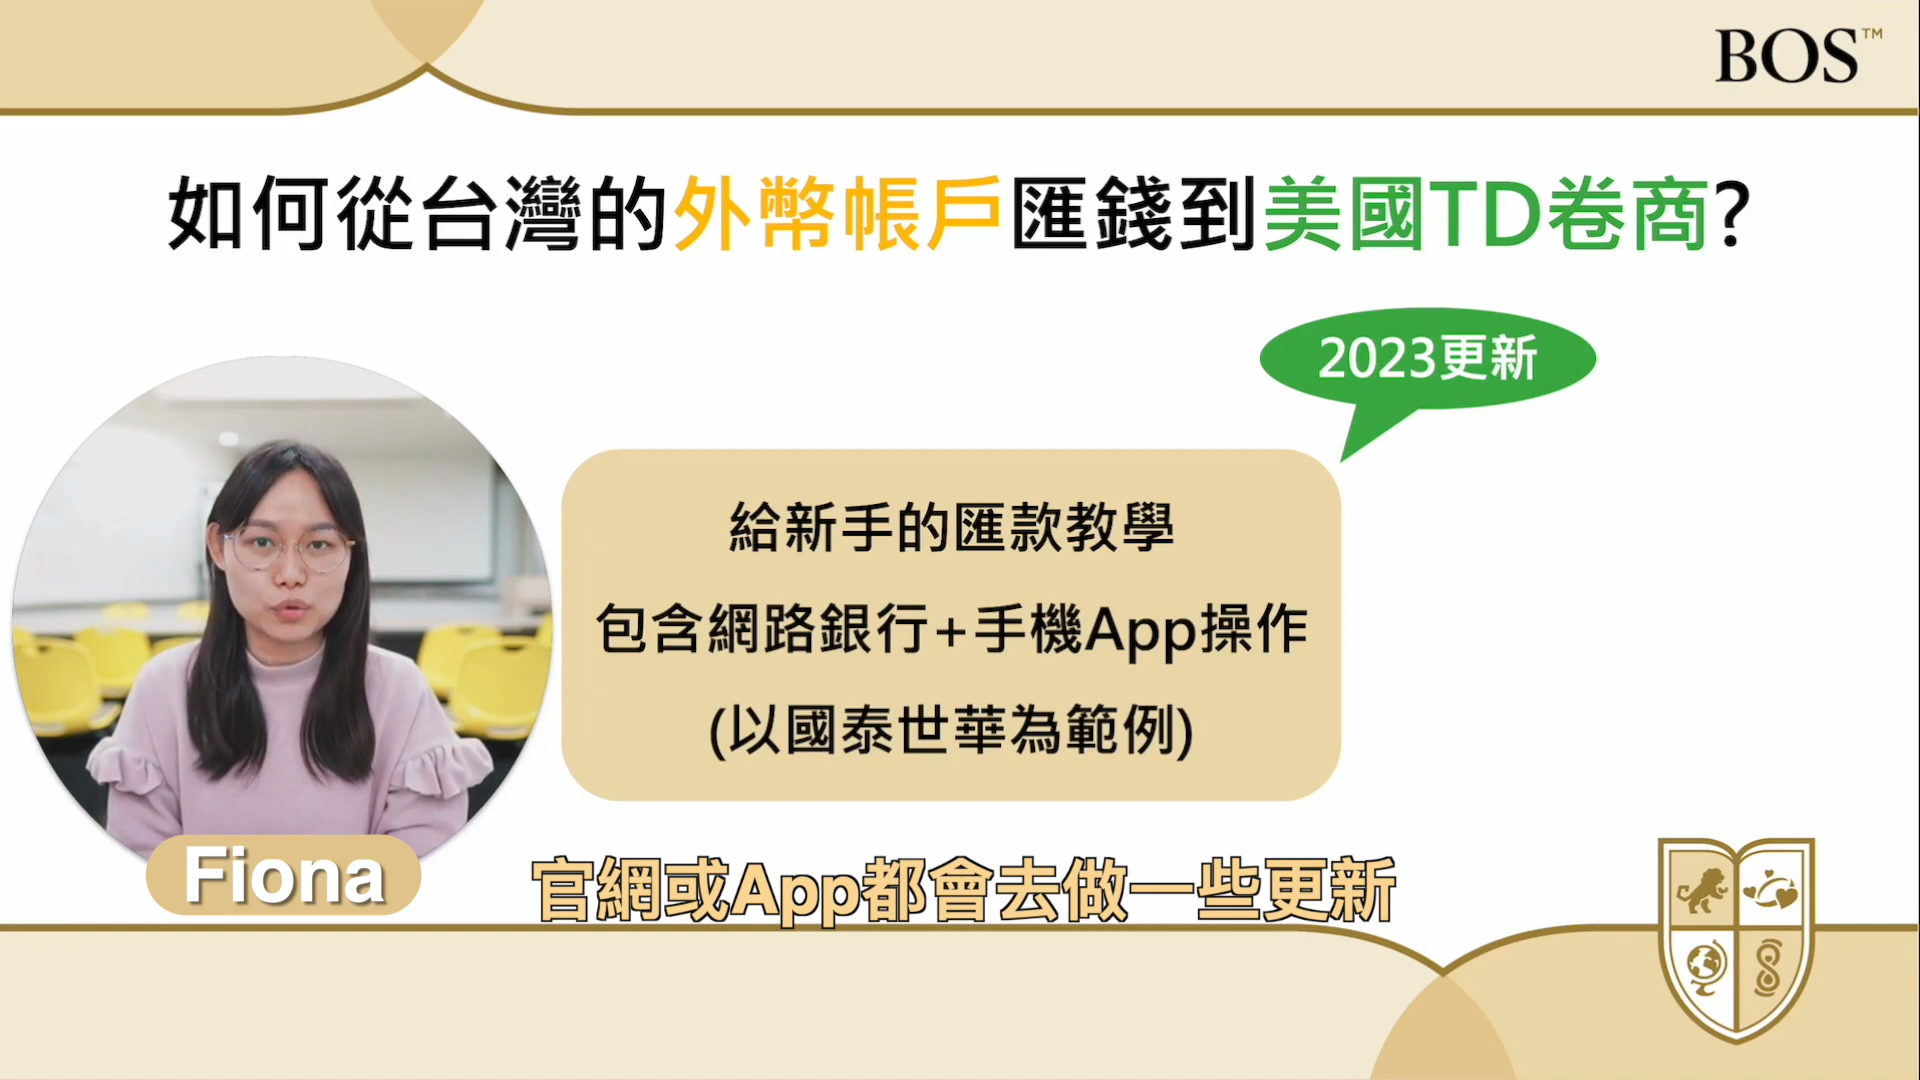 BOS™
如何從台灣的外幣帳戶匯錢到美國TD卷商?
2023更新
給新手的匯款教學
包含網路銀行+手機App操作
(以國泰世華為範例)
Fiona
官網或App都會去做一些更新